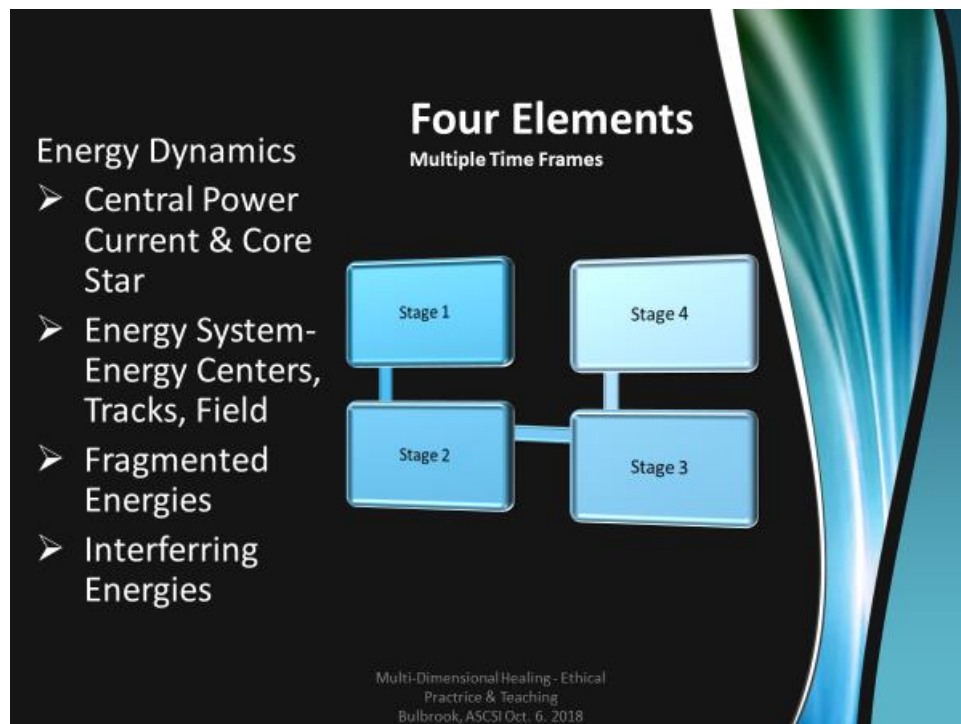 Four Elements
Multiple Time Frames
Energy Dynamics
➢ Central Power
Current & Core
Star
➢ Energy System-
Energy Centers,
Tracks, Field
➢ Fragmented
Energies
➢ Interferring
Energies
Stage 1
Stage 2
Stage 3
Stage 4
Multi-Dimensional Healing - Ethical
Practrice & Teaching
Bulbrook, ASCSI Oct. 6. 2018